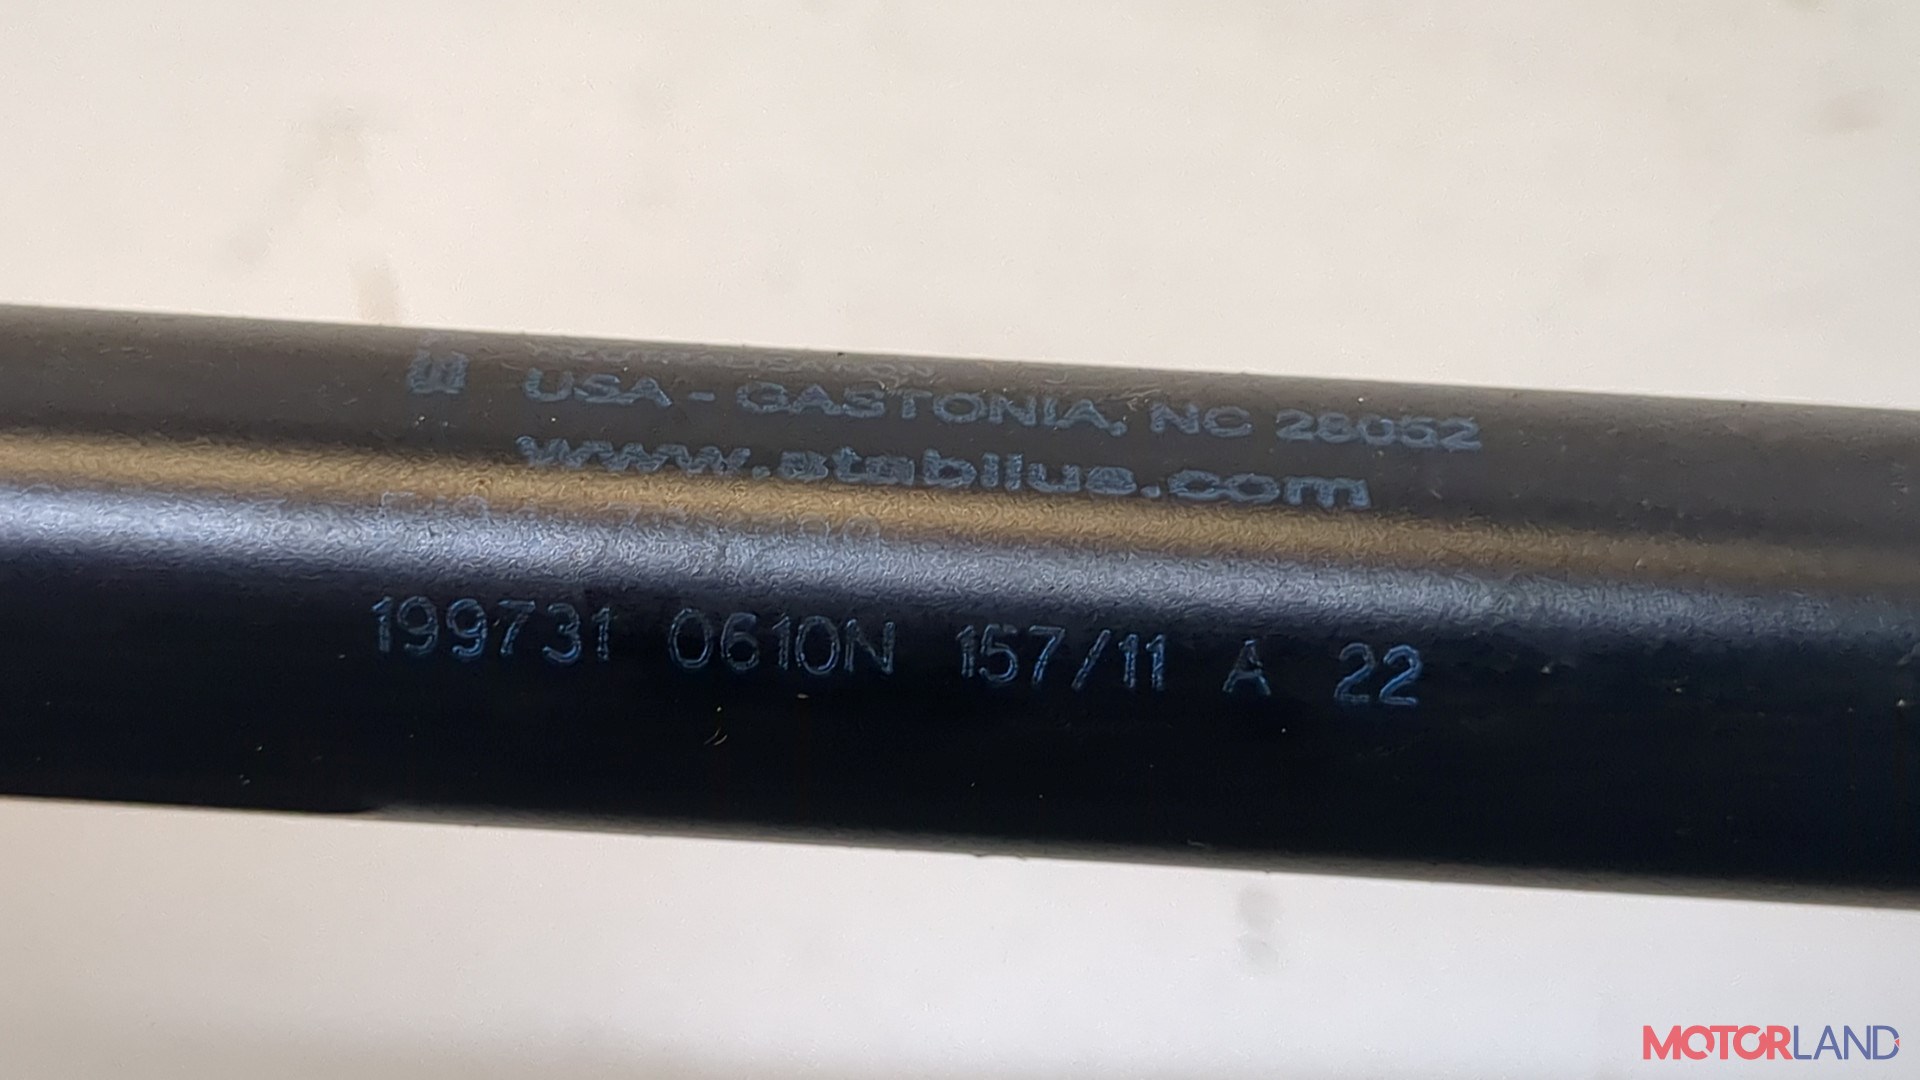 USA - GASTONIA, NC 28052
www.stabilus.com
199731 0610N 157/11 A 22
MOTORLAND